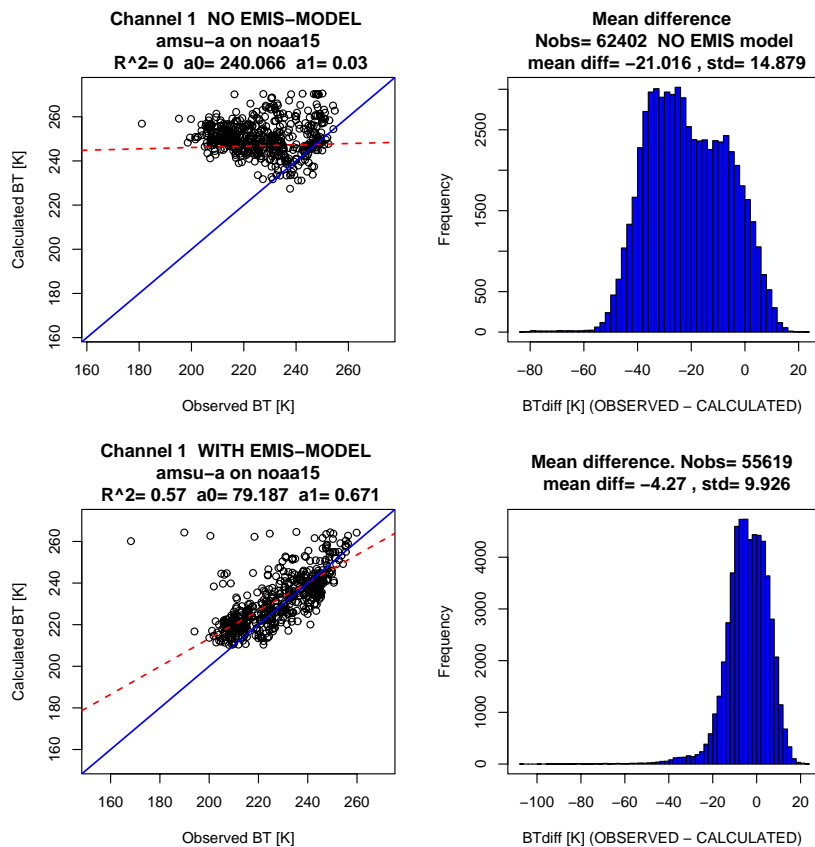 Channel 1  NO EMIS−MODEL
amsu−a on noaa15
R^2= 0  a0= 240.066  a1= 0.03
Calculated BT [K]
160
180
200
220
240
260
160 180 200 220 240 260
Observed BT [K]
Mean difference
Nobs= 62402  NO EMIS model
mean diff= −21.016 , std= 14.879
Frequency
0
500
1500
2500
−80 −60 −40 −20 0 20
BTdiff [K] (OBSERVED − CALCULATED)
Channel 1  WITH EMIS−MODEL
amsu−a on noaa15
R^2= 0.57  a0= 79.187  a1= 0.671
Calculated BT [K]
160
180
200
220
240
260
160 180 200 220 240 260
Observed BT [K]
Mean difference. Nobs= 55619
mean diff= −4.27 , std= 9.926
Frequency
0
1000
2000
3000
4000
−100 −80 −60 −40 −20 0 20
BTdiff [K] (OBSERVED − CALCULATED)